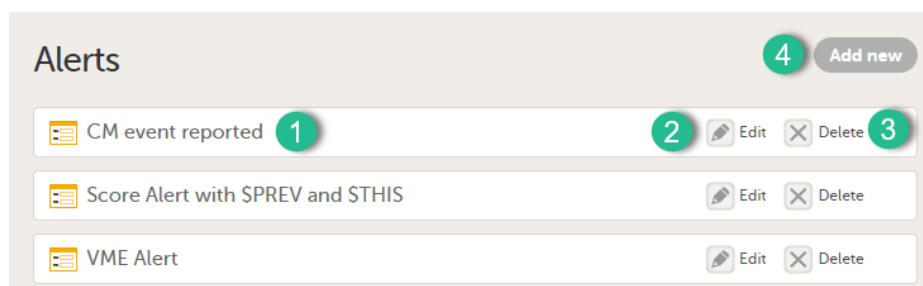 Alerts 4 Add new
CM event reported 1 2 Edit Delete 3
Score Alert with $PREV and $THIS Edit Delete
VME Alert Edit Delete